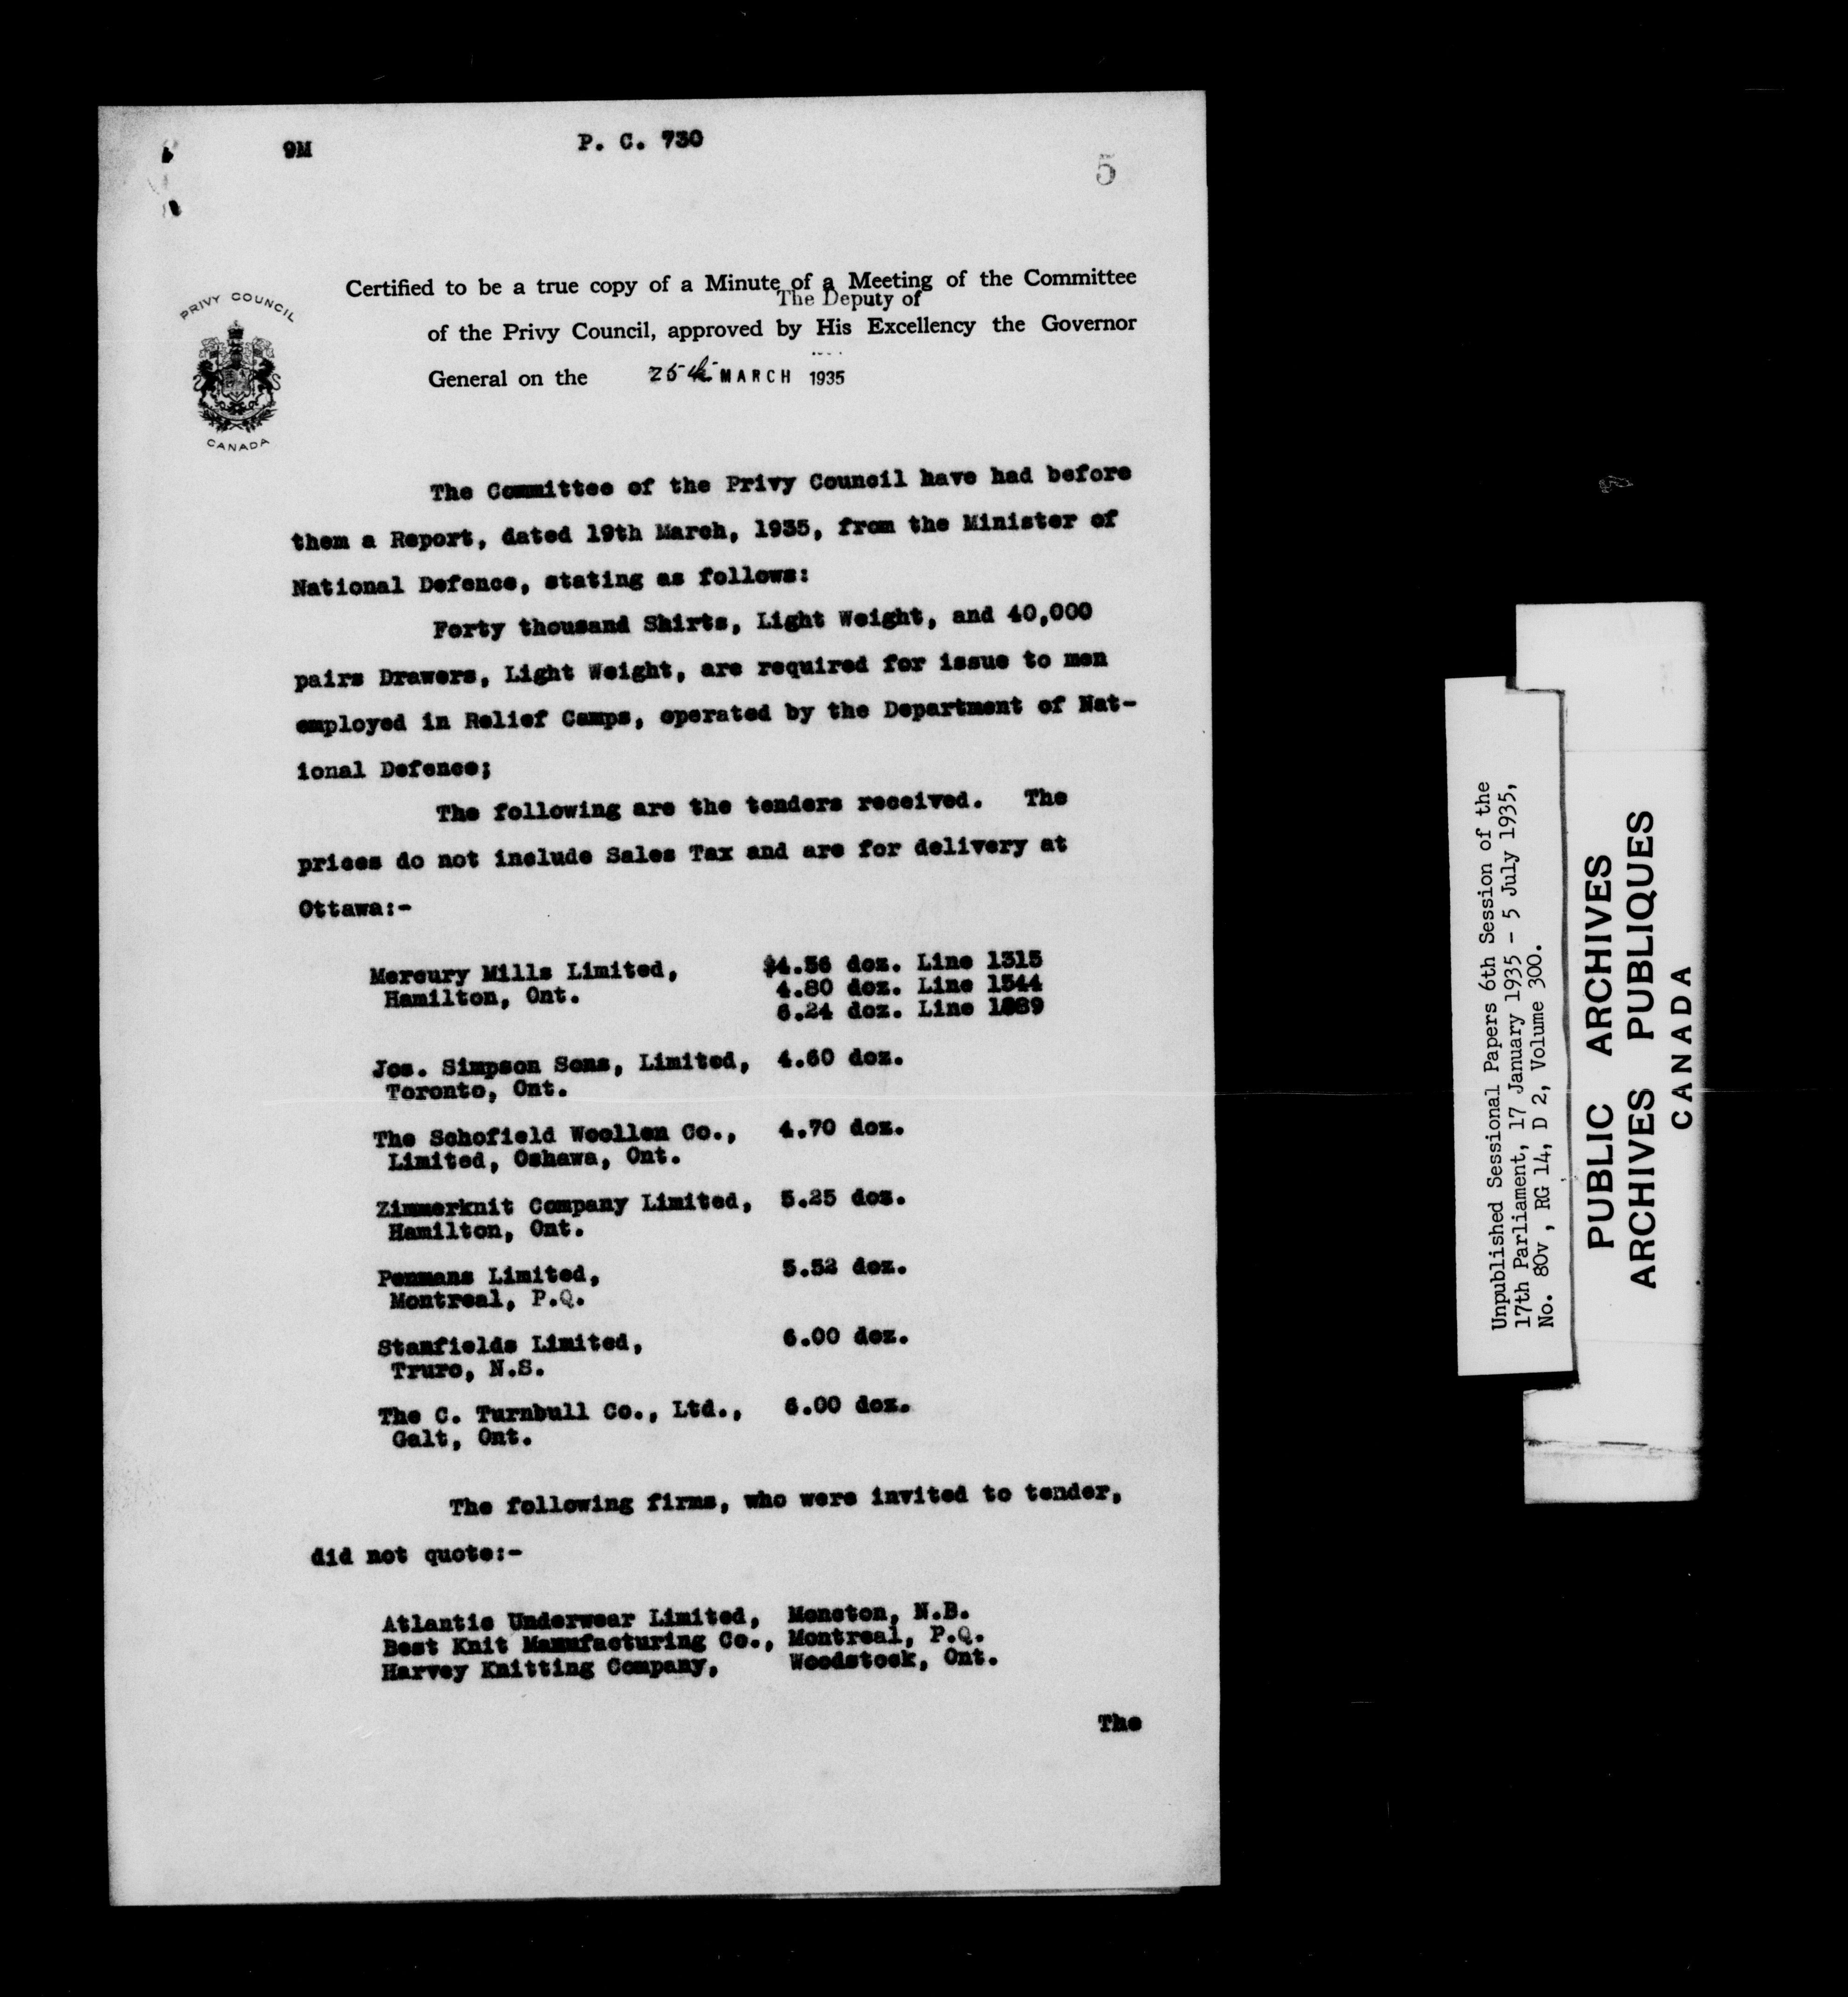 9M
P. C. 730
5
PRIVY COUNCIL
CANADA
Certified to be a true copy of a Minute of a Meeting of the Committee
The Deputy of
of the Privy Council, approved by His Excellency the Governor
General on the 25th MARCH 1935
The Committee of the Privy Council have had before
them a Report, dated 19th March, 1935, from the Minister of
National Defence, stating as follows:
Forty thousand Shirts, Light Weight, and 40,000
pairs Drawers, Light Weight, are required for issue to men
employed in Relief Camps, operated by the Department of Nat-
ional Defence;
The following are the tenders received. The
prices do not include Sales Tax and are for delivery at
Ottawa:-
Mercury Mills Limited, $4.56 doz. Line 1315
Hamilton, Ont. 4.80 doz. Line 1544
6.24 doz. Line
Jos. Simpson Sons, Limited, 4.60 doz.
Toronto, Ont.
The Schofield Woollen Co., 4.70 doz.
Limited, Oshawa, Ont.
Zimmerknit Company Limited, 5.25 doz.
Hamilton, Ont.
Penmans Limited, 5.52 doz.
Montreal, P.Q.
Stanfields Limited, 6.00 doz.
Truro, N.S.
The C. Turnbull Co., Ltd., 6.00 doz.
Galt, Ont.
The following firms, who were invited to tender,
did not quote:-
Atlantic Underwear Limited, Moncton, N.B.
Best Knit Manufacturing Co., Montreal, P.Q.
Harvey Knitting Company, Woodstock, Ont.
The
Unpublished Sessional Papers 6th Session of the
17th Parliament, 17 January 1935 - 5 July 1935,
No. 80v, RG 14, D 2, Volume 300.
PUBLIC ARCHIVES
ARCHIVES PUBLIQUES
CANADA